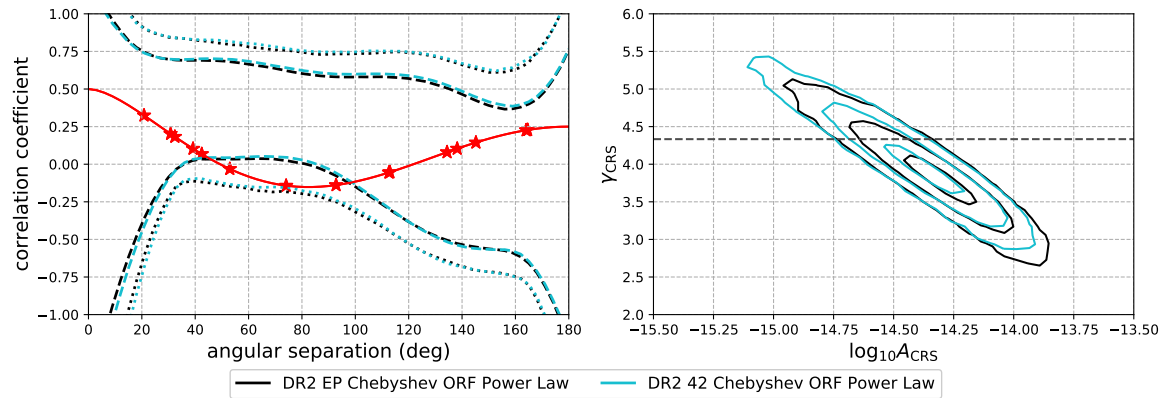 1.00
0.75
0.50
0.25
0.00
−0.25
−0.50
−0.75
−1.00
correlation coefficient
0 20 40 60 80 100 120 140 160 180
angular separation (deg)
6.0
5.5
5.0
4.5
4.0
3.5
3.0
2.5
2.0
γCRS
−15.50 −15.25 −15.00 −14.75 −14.50 −14.25 −14.00 −13.75 −13.50
log10ACRS
DR2 EP Chebyshev ORF Power Law DR2 42 Chebyshev ORF Power Law